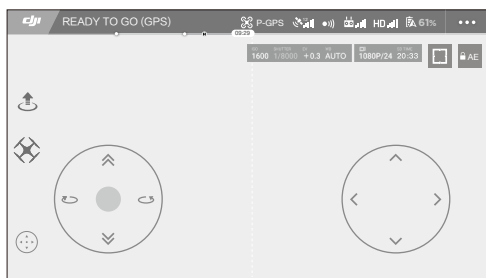 dji READY TO GO (GPS) P-GPS HD 61% •••
09:29
ISO SHUTTER EV WB
1600 1/8000 +0.3 AUTO 1080P/24 20:33 AE